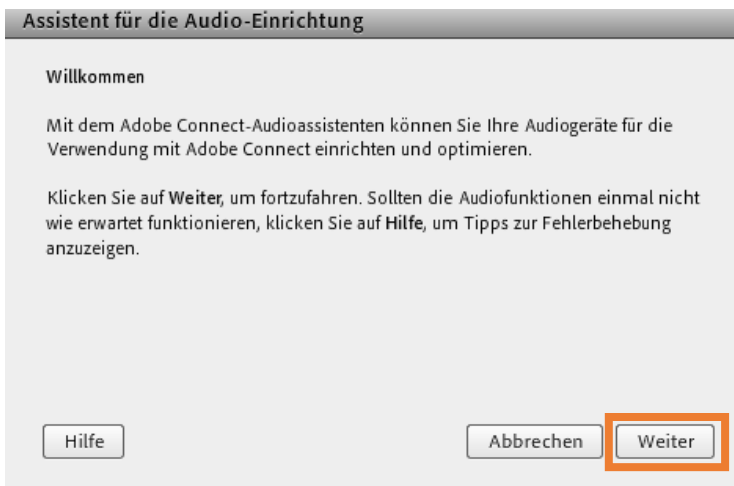 Assistent für die Audio-Einrichtung
Willkommen
Mit dem Adobe Connect-Audioassistenten können Sie Ihre Audiogeräte für die
Verwendung mit Adobe Connect einrichten und optimieren.
Klicken Sie auf Weiter, um fortzufahren. Sollten die Audiofunktionen einmal nicht
wie erwartet funktionieren, klicken Sie auf Hilfe, um Tipps zur Fehlerbehebung
anzuzeigen.
Hilfe Abbrechen Weiter